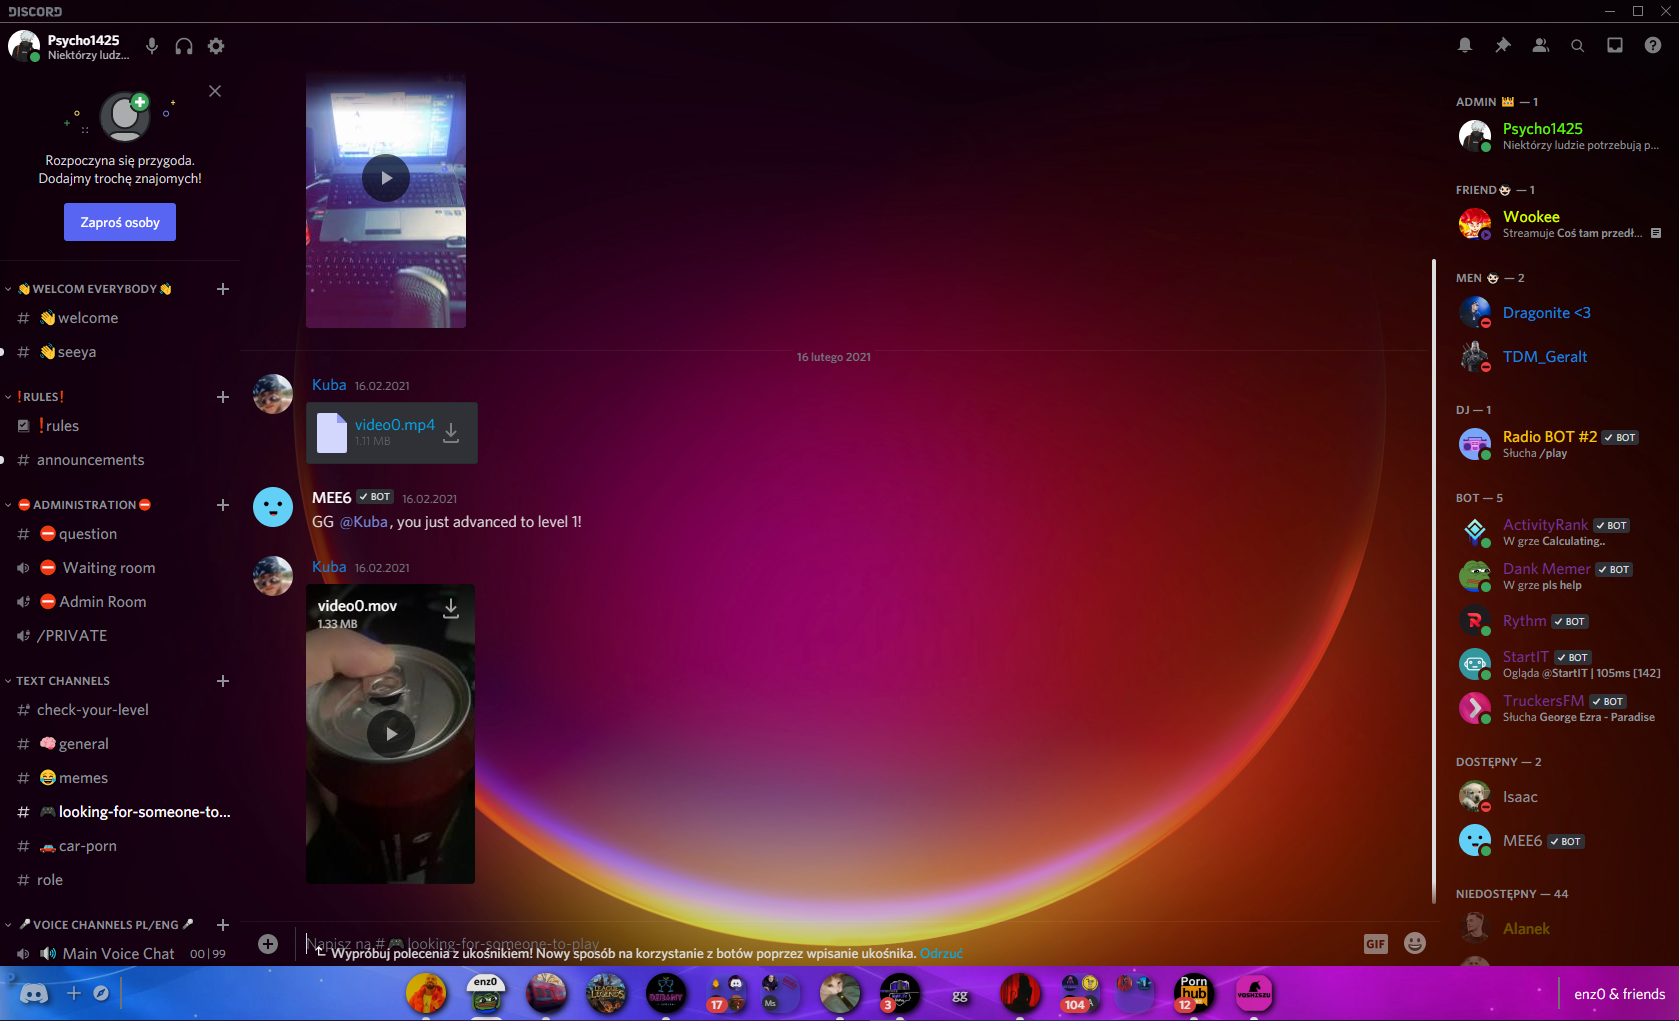 DISCORD
Psycho1425
Niektórzy ludz...
Rozpoczyna się przygoda.
Dodajmy trochę znajomych!
Zaproś osoby
👋WELCOM EVERYBODY👋
# 👋welcome
# 👋seeya
❗RULES❗
❗rules
# announcements
⛔ADMINISTRATION⛔
# ⛔question
⛔ Waiting room
⛔Admin Room
/PRIVATE
TEXT CHANNELS
# check-your-level
# 🧠general
# 😂memes
# 🎮looking-for-someone-to...
# 🚗car-porn
# role
🎤VOICE CHANNELS PL/ENG🎤
🔊 Main Voice Chat 00|99
16 lutego 2021
Kuba 16.02.2021
video0.mp4
1.11 MB
MEE6 ✓ BOT 16.02.2021
GG @Kuba, you just advanced to level 1!
Kuba 16.02.2021
video0.mov
1.33 MB
Napisz na #🎮looking-for-someone-to-play
Wypróbuj polecenia z ukośnikiem! Nowy sposób na korzystanie z botów poprzez wpisanie ukośnika. Odrzuć
GIF
ADMIN 👑 — 1
Psycho1425
Niektórzy ludzie potrzebują p...
FRIEND — 1
Wookee
Streamuje Coś tam przedł...
MEN — 2
Dragonite <3
TDM_Geralt
DJ — 1
Radio BOT #2 ✓ BOT
Słucha /play
BOT — 5
ActivityRank ✓ BOT
W grze Calculating..
Dank Memer ✓ BOT
W grze pls help
Rythm ✓ BOT
StartIT ✓ BOT
Ogląda @StartIT | 105ms [142]
TruckersFM ✓ BOT
Słucha George Ezra - Paradise
DOSTĘPNY — 2
Isaac
MEE6 ✓ BOT
NIEDOSTĘPNY — 44
Alanek
enz0
LEAGUE LEGENDS
17
Ms
3
gg
104
Porn
hub
12
enz0 & friends